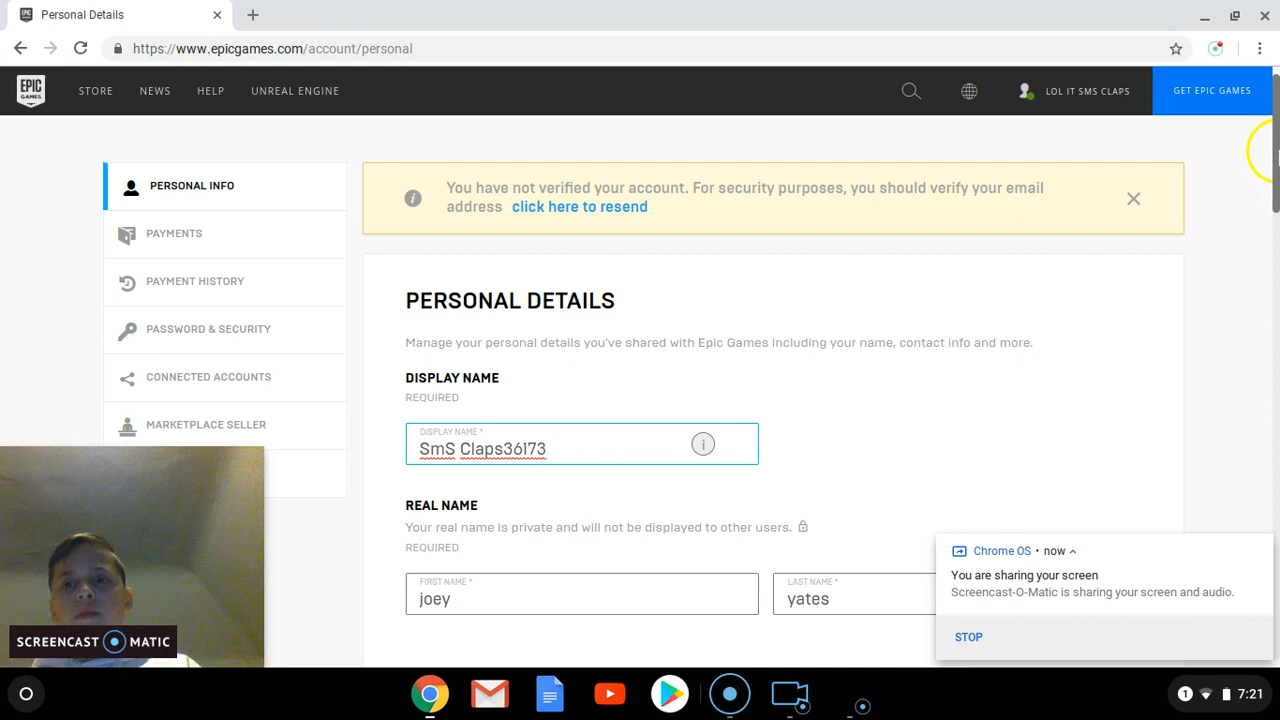 Personal Details
https://www.epicgames.com/account/personal
EPIC GAMES
STORE
NEWS
HELP
UNREAL ENGINE
LOL IT SMS CLAPS
GET EPIC GAMES
PERSONAL INFO
PAYMENTS
PAYMENT HISTORY
PASSWORD & SECURITY
CONNECTED ACCOUNTS
MARKETPLACE SELLER
You have not verified your account. For security purposes, you should verify your email
address click here to resend
PERSONAL DETAILS
Manage your personal details you've shared with Epic Games including your name, contact info and more.
DISPLAY NAME
REQUIRED
DISPLAY NAME *
SmS Claps36173
REAL NAME
Your real name is private and will not be displayed to other users.
REQUIRED
FIRST NAME *
joey
LAST NAME *
yates
Chrome OS • now
You are sharing your screen
Screencast-O-Matic is sharing your screen and audio.
STOP
SCREENCAST MATIC
1
7:21